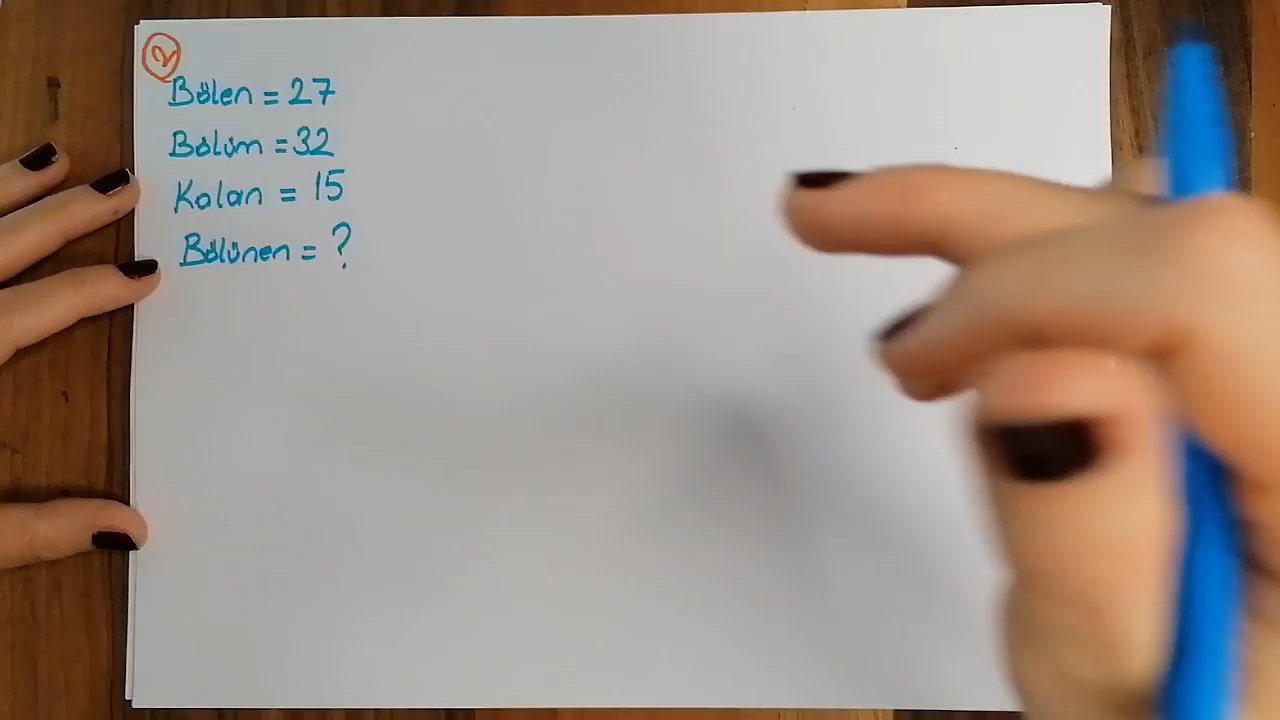 2
Bölen = 27
Bölüm = 32
Kalan = 15
Bölünen = ?